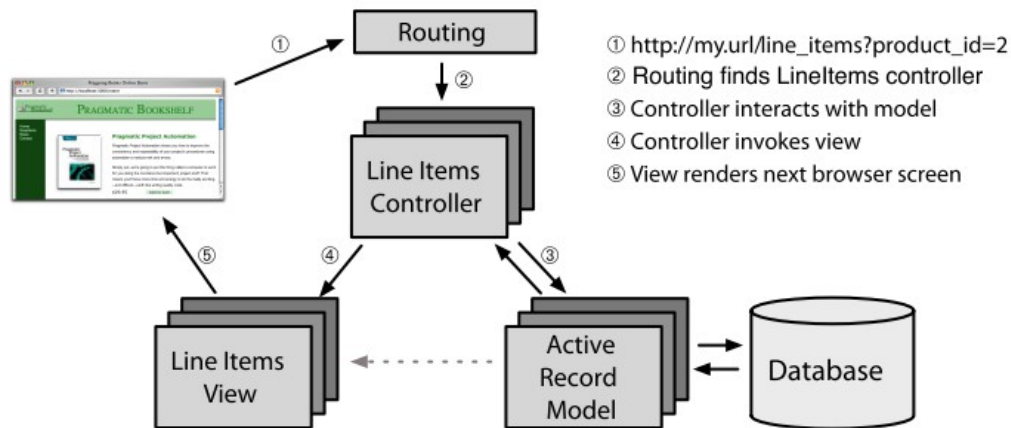 Routing
①
① http://my.url/line_items?product_id=2
② Routing finds LineItems controller
③ Controller interacts with model
④ Controller invokes view
⑤ View renders next browser screen
②
PRAGMATIC BOOKSHELF
Pragmatic Project Automation
Line Items
Controller
⑤
④
③
Line Items
View
Active
Record
Model
Database